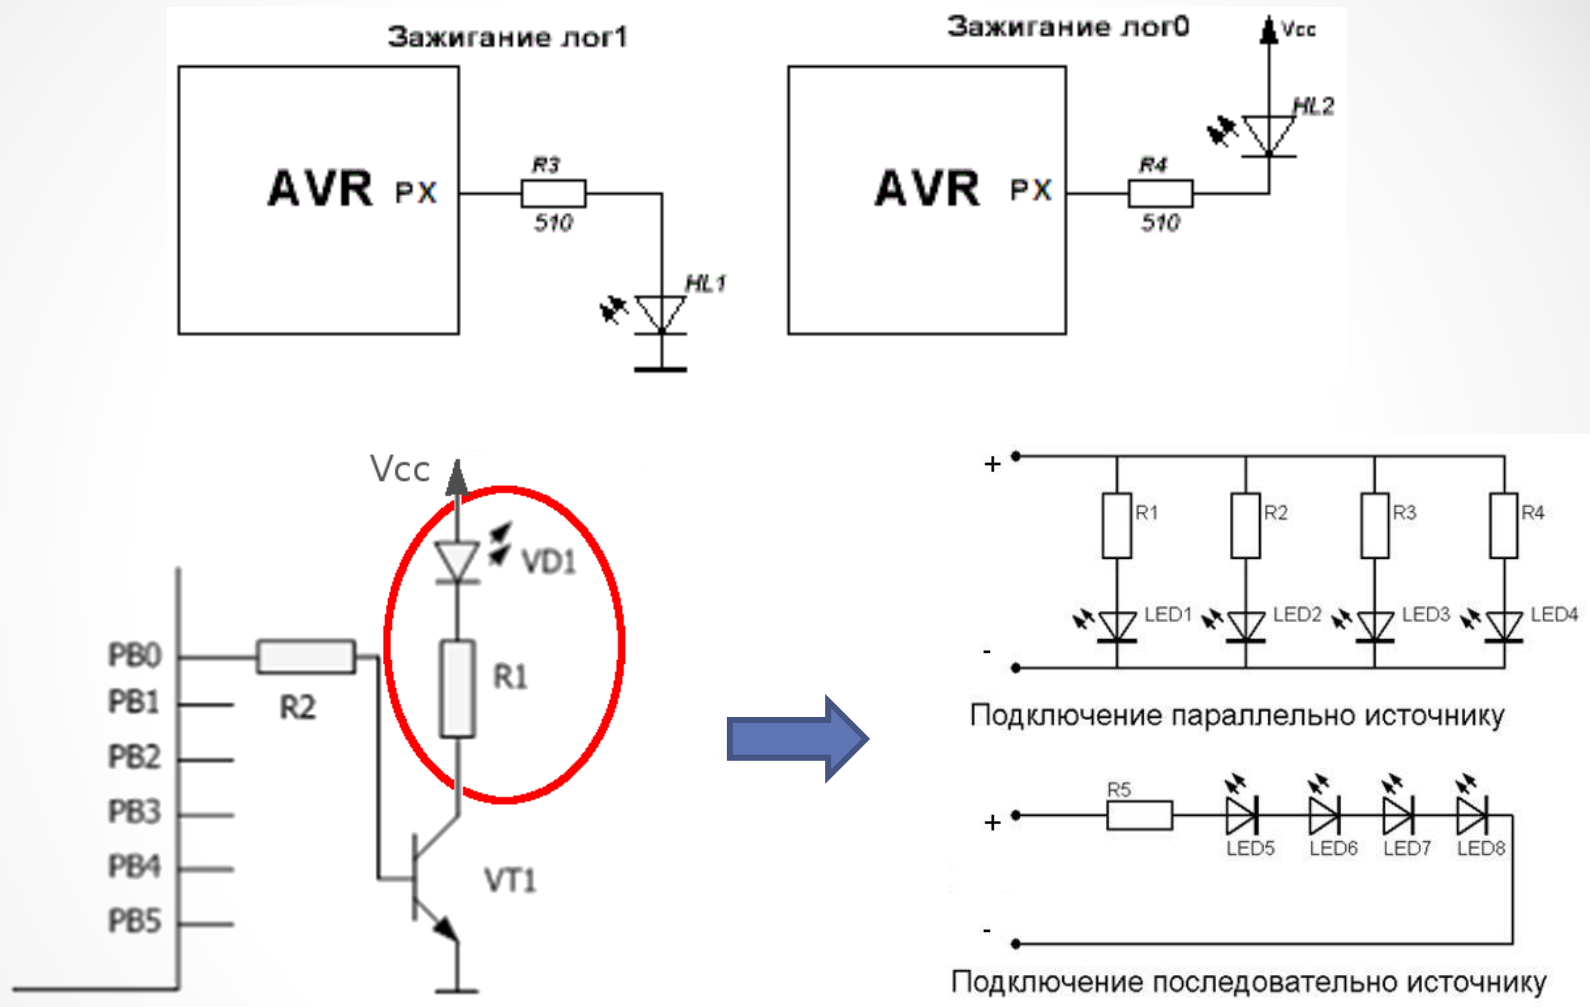 Зажигание лог1
Зажигание лог0
Vcc
AVR PX
R3
510
HL1
AVR PX
R4
510
HL2
Vcc
VD1
R1
PB0
R2
PB1
PB2
PB3
PB4
PB5
VT1
+
R1
R2
R3
R4
LED1
LED2
LED3
LED4
-
Подключение параллельно источнику
R5
+
LED5
LED6
LED7
LED8
-
Подключение последовательно источнику